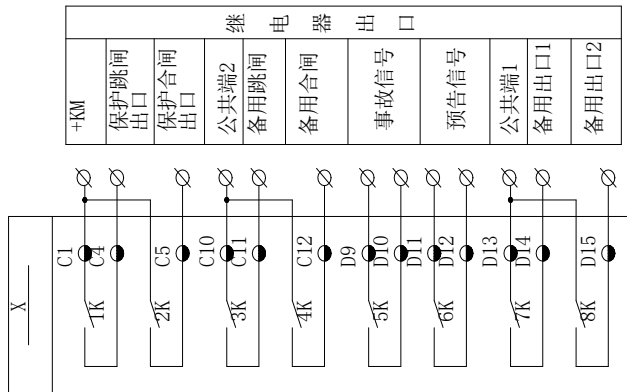 继电器出口
+KM
保护跳闸
出口
保护合闸
出口
公共端2
备用跳闸
备用合闸
事故信号
预告信号
公共端1
备用出口1
备用出口2
C1
C4
C5
C10
C11
C12
D9
D10
D11
D12
D13
D14
D15
X
1K
2K
3K
4K
5K
6K
7K
8K